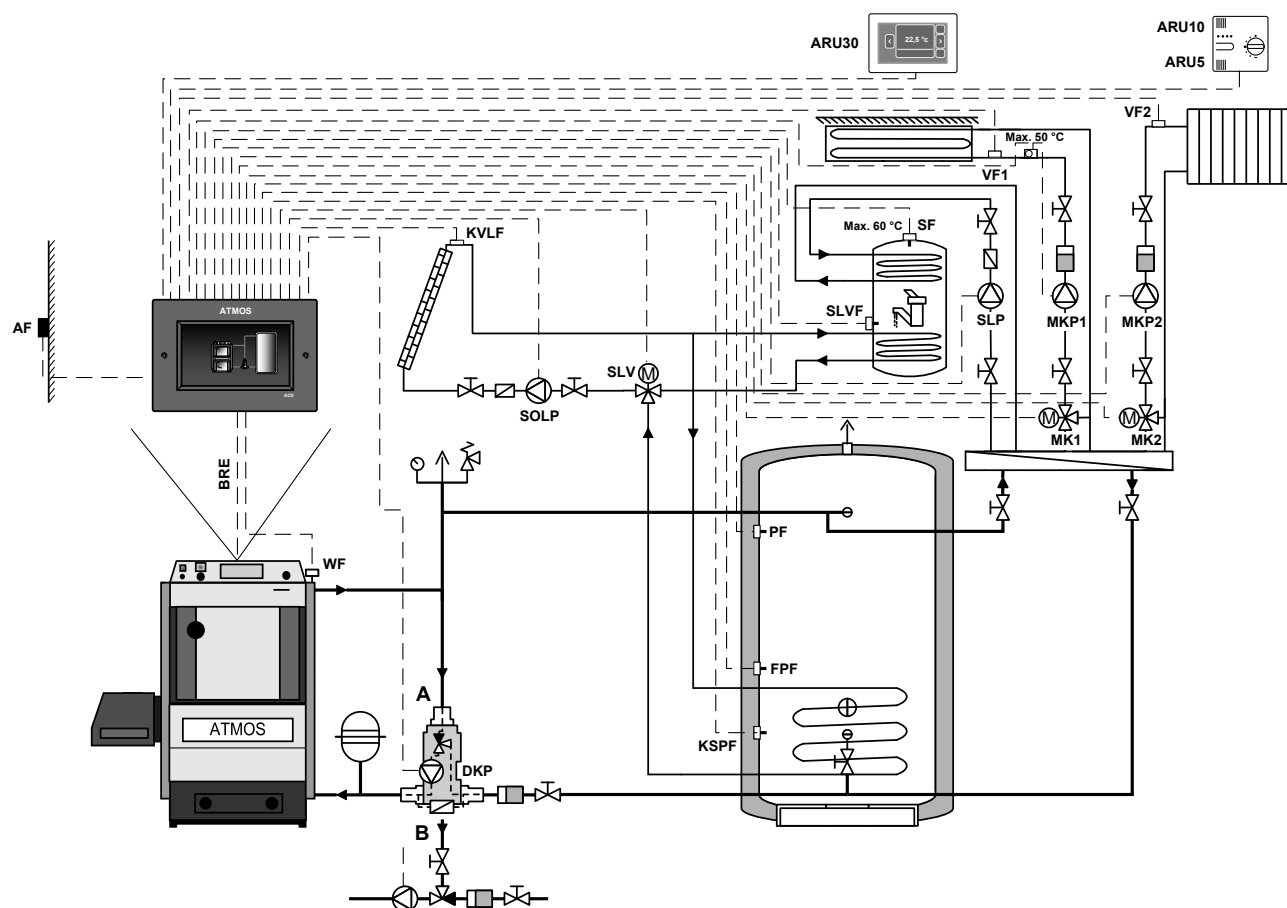 ARU30
22,5 °c
ARU10
ARU5
VF2
Max. 50 °C
VF1
KVLF
Max. 60 °C
SF
ATMOS
AF
SLVF
SLP
MKP1
MKP2
SLV
M
ACD
SOLP
M
M
MK1
MK2
BRE
PF
WF
FPF
A
ATMOS
KSPF
DKP
B